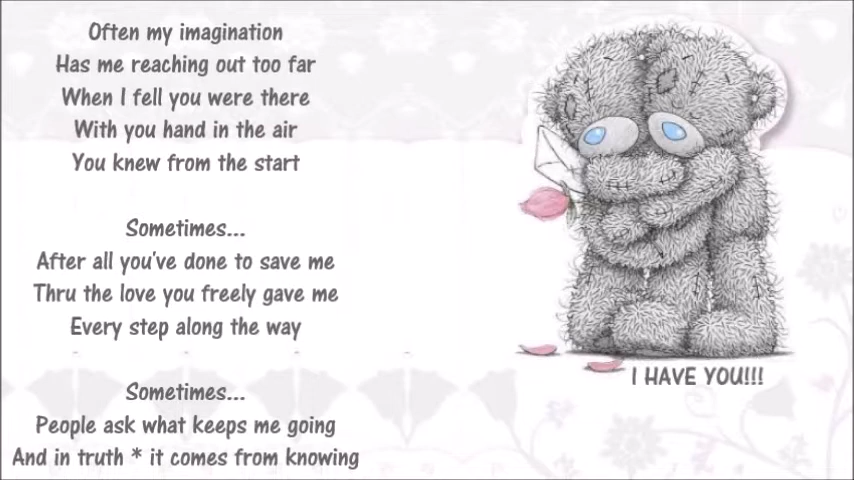 Often my imagination
Has me reaching out too far
When I fell you were there
With you hand in the air
You knew from the start
Sometimes...
After all you've done to save me
Thru the love you freely gave me
Every step along the way
Sometimes...
People ask what keeps me going
And in truth * it comes from knowing
I HAVE YOU!!!